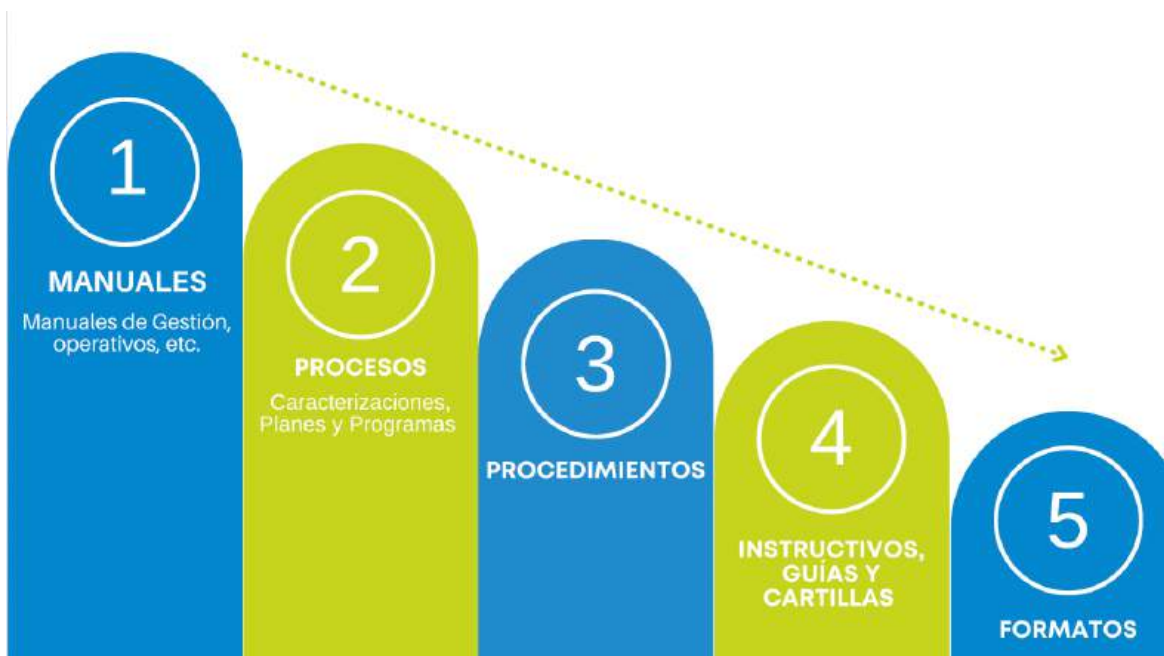 1
MANUALES
Manuales de Gestión,
operativos, etc.
2
PROCESOS
Caracterizaciones,
Planes y Programas
3
PROCEDIMIENTOS
4
INSTRUCTIVOS,
GUÍAS Y
CARTILLAS
5
FORMATOS